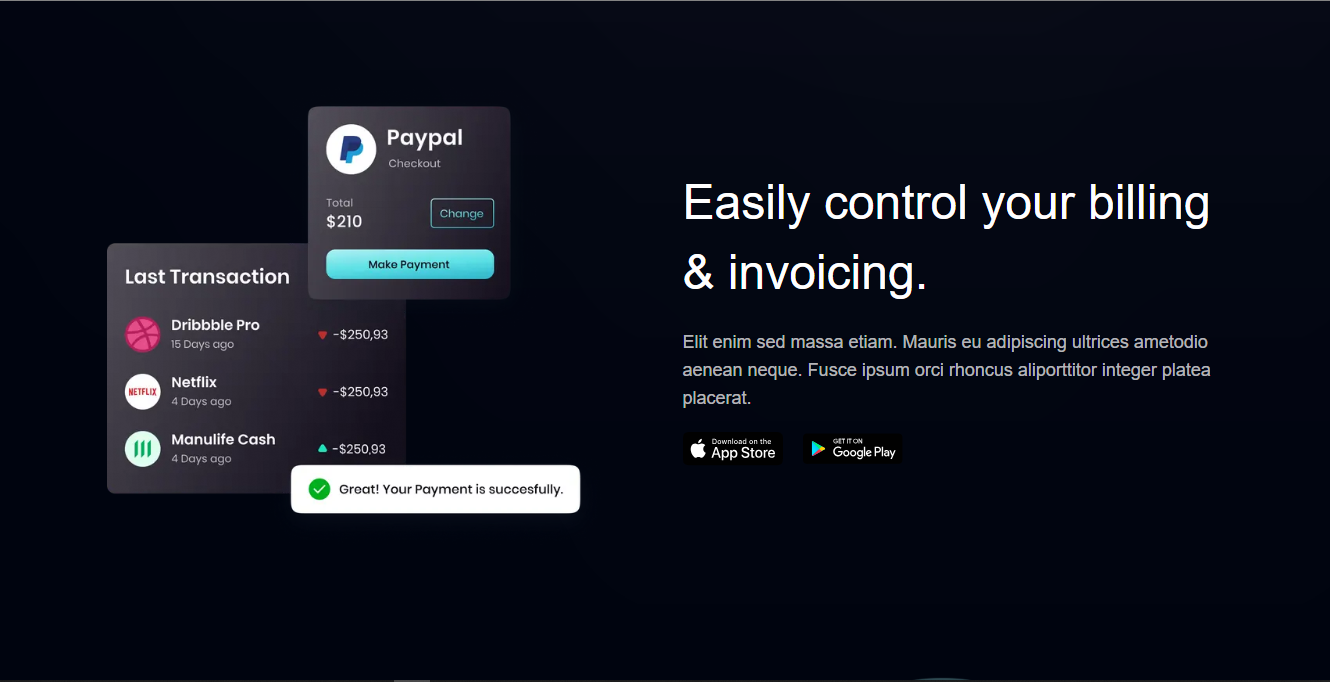 Paypal
Checkout
Total
$210
Change
Make Payment
Last Transaction
Dribbble Pro
15 Days ago
-$250,93
NETFLIX
Netflix
4 Days ago
-$250,93
Manulife Cash
4 Days ago
-$250,93
Great! Your Payment is succesfully.
Easily control your billing
& invoicing.
Elit enim sed massa etiam. Mauris eu adipiscing ultrices ametodio
aenean neque. Fusce ipsum orci rhoncus aliporttitor integer platea
placerat.
Download on the
App Store
GET IT ON
Google Play